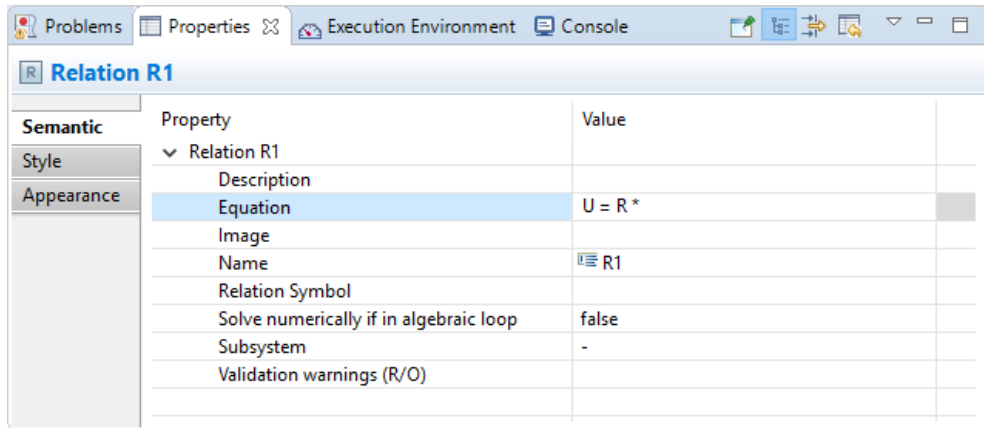 Problems Properties Execution Environment Console
R Relation R1
Semantic
Style
Appearance
Property Value
Relation R1
Description
Equation U = R *
Image
Name R1
Relation Symbol
Solve numerically if in algebraic loop false
Subsystem -
Validation warnings (R/O)